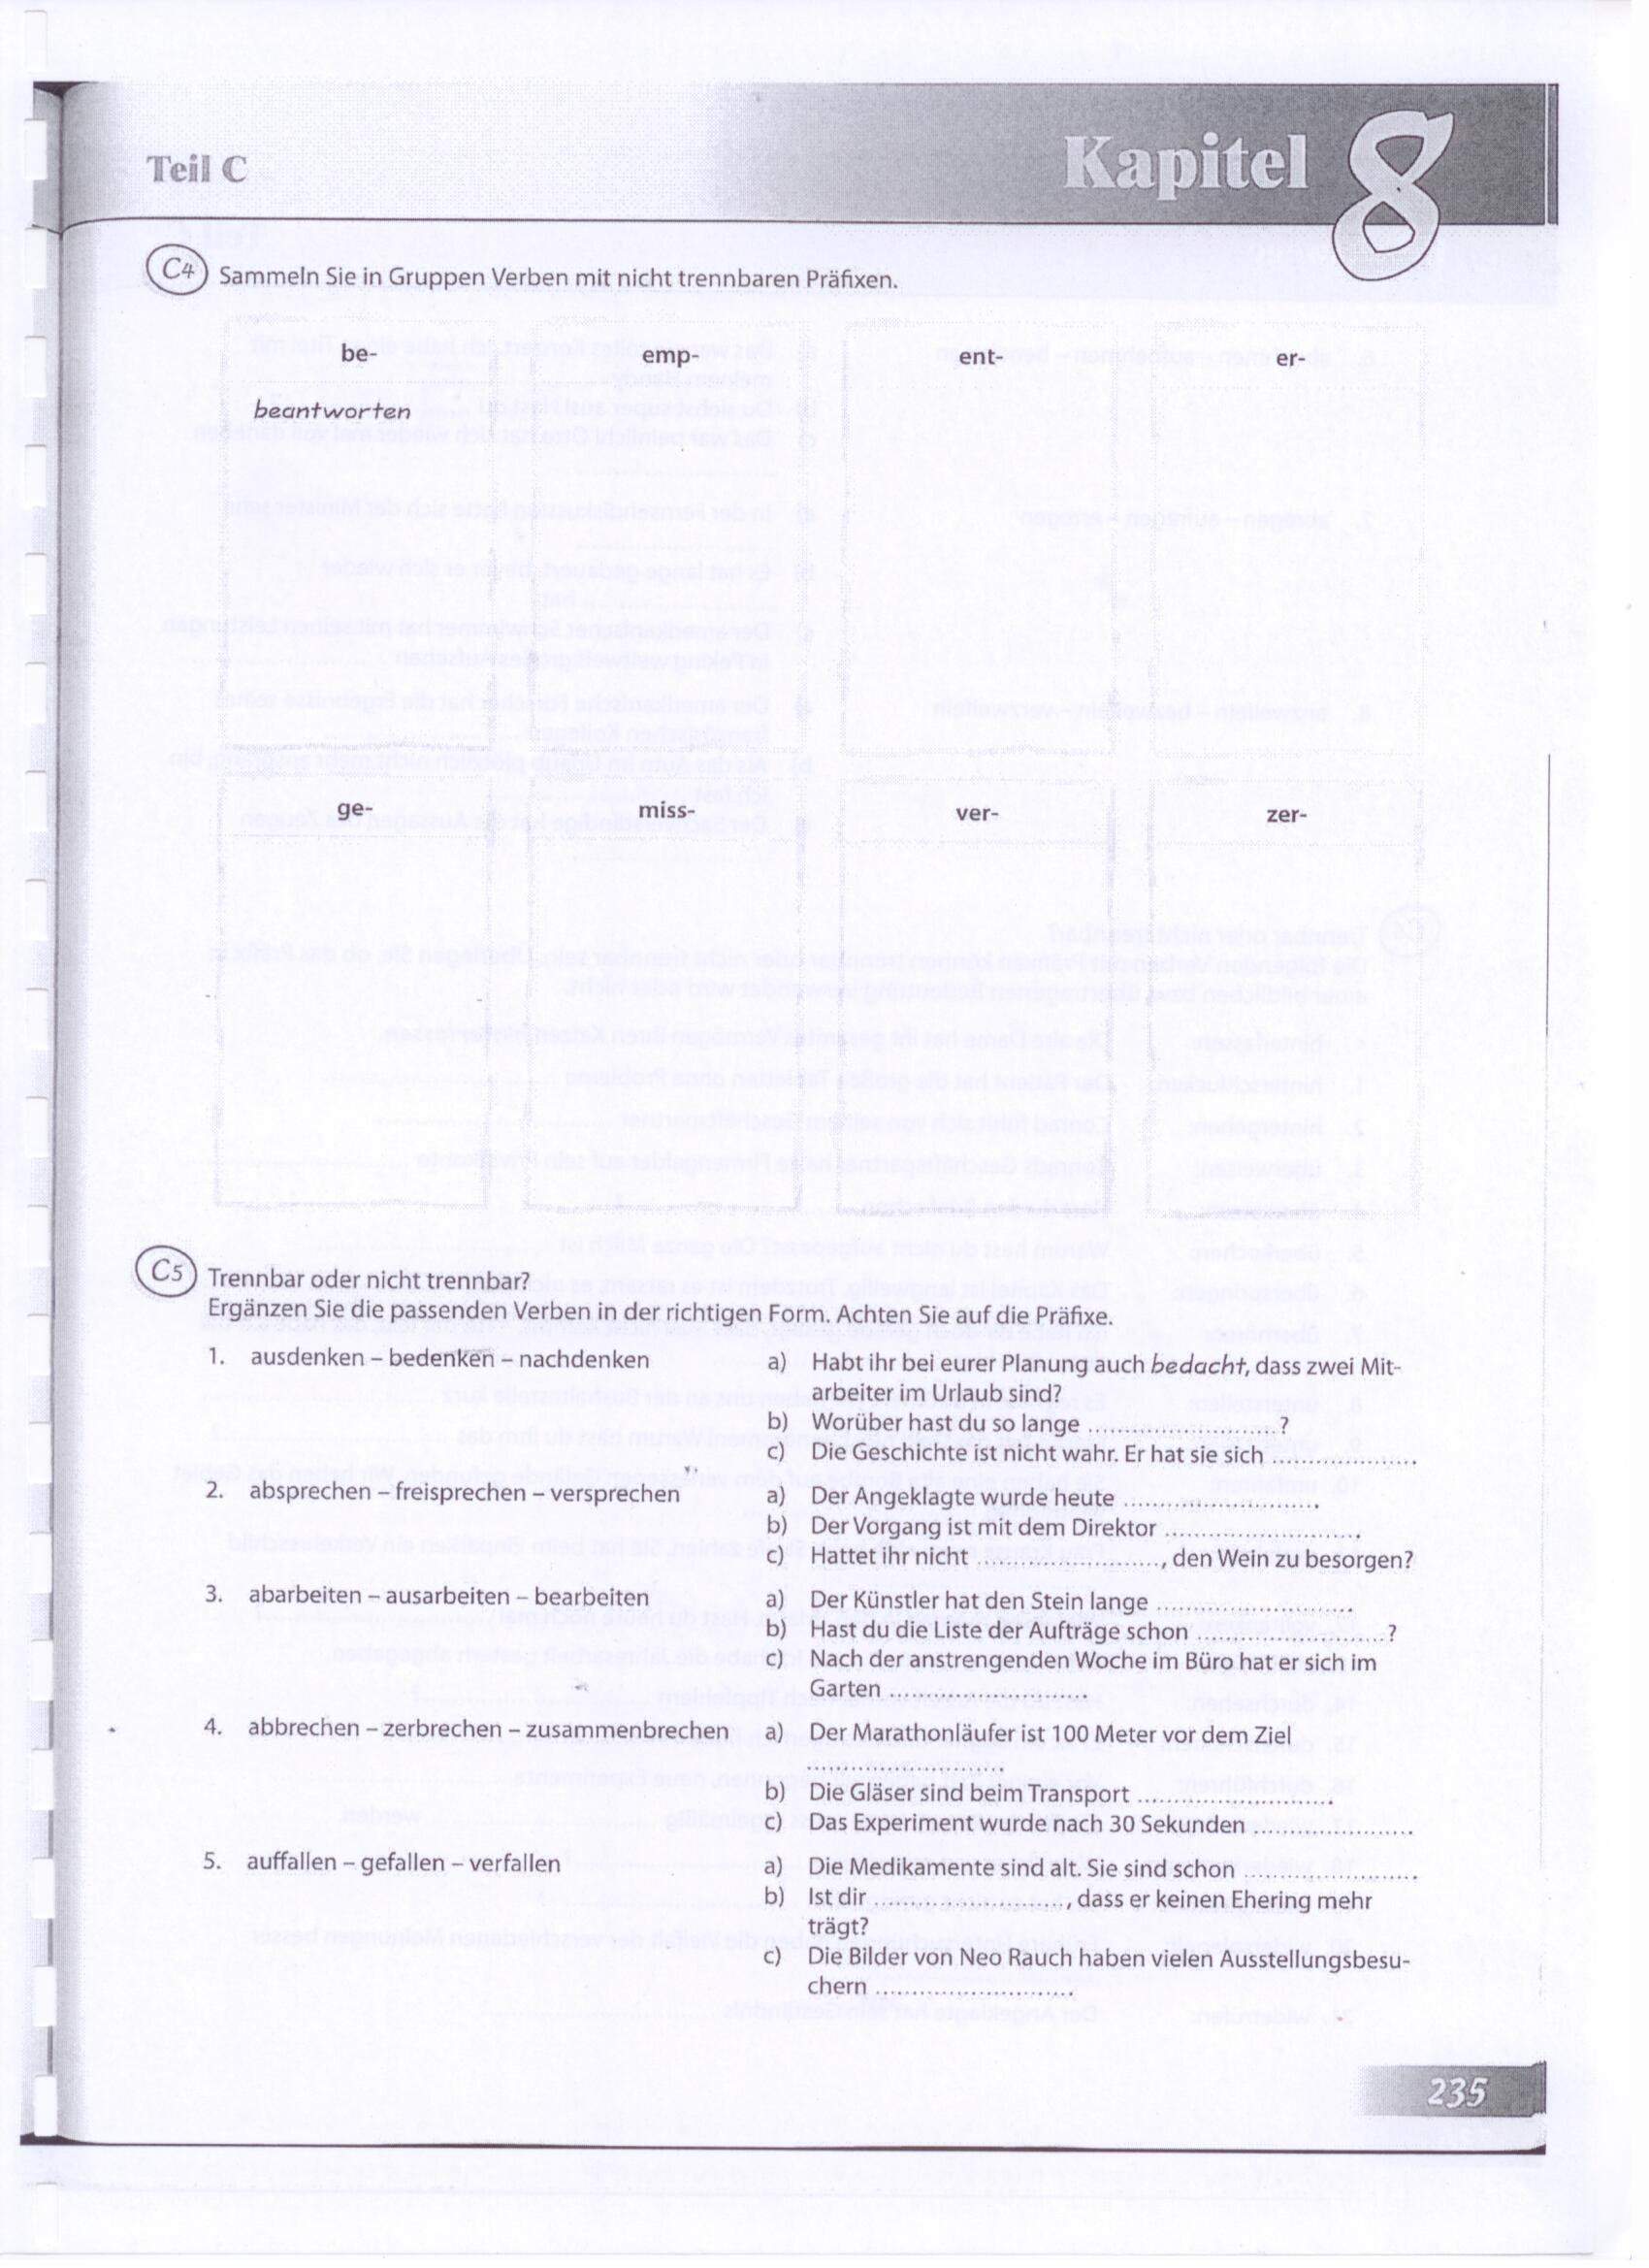 Teil C
Kapitel 8
C4 Sammeln Sie in Gruppen Verben mit nicht trennbaren Präfixen.
be- emp- ent- er-
beantworten
ge- miss- ver- zer-
C5 Trennbar oder nicht trennbar?
Ergänzen Sie die passenden Verben in der richtigen Form. Achten Sie auf die Präfixe.
1. ausdenken – bedenken – nachdenken a) Habt ihr bei eurer Planung auch bedacht, dass zwei Mit-
arbeiter im Urlaub sind?
b) Worüber hast du so lange ........................... ?
c) Die Geschichte ist nicht wahr. Er hat sie sich ....................
2. absprechen – freisprechen – versprechen a) Der Angeklagte wurde heute ...........................
b) Der Vorgang ist mit dem Direktor ...........................
c) Hattet ihr nicht ..........................., den Wein zu besorgen?
3. abarbeiten – ausarbeiten – bearbeiten a) Der Künstler hat den Stein lange ...........................
b) Hast du die Liste der Aufträge schon ...........................?
c) Nach der anstrengenden Woche im Büro hat er sich im
Garten ...........................
4. abbrechen – zerbrechen – zusammenbrechen a) Der Marathonläufer ist 100 Meter vor dem Ziel
...........................
b) Die Gläser sind beim Transport ...........................
c) Das Experiment wurde nach 30 Sekunden ......................
5. auffallen – gefallen – verfallen a) Die Medikamente sind alt. Sie sind schon ........................
b) Ist dir ..........................., dass er keinen Ehering mehr
trägt?
c) Die Bilder von Neo Rauch haben vielen Ausstellungsbesu-
chern ...........................
235